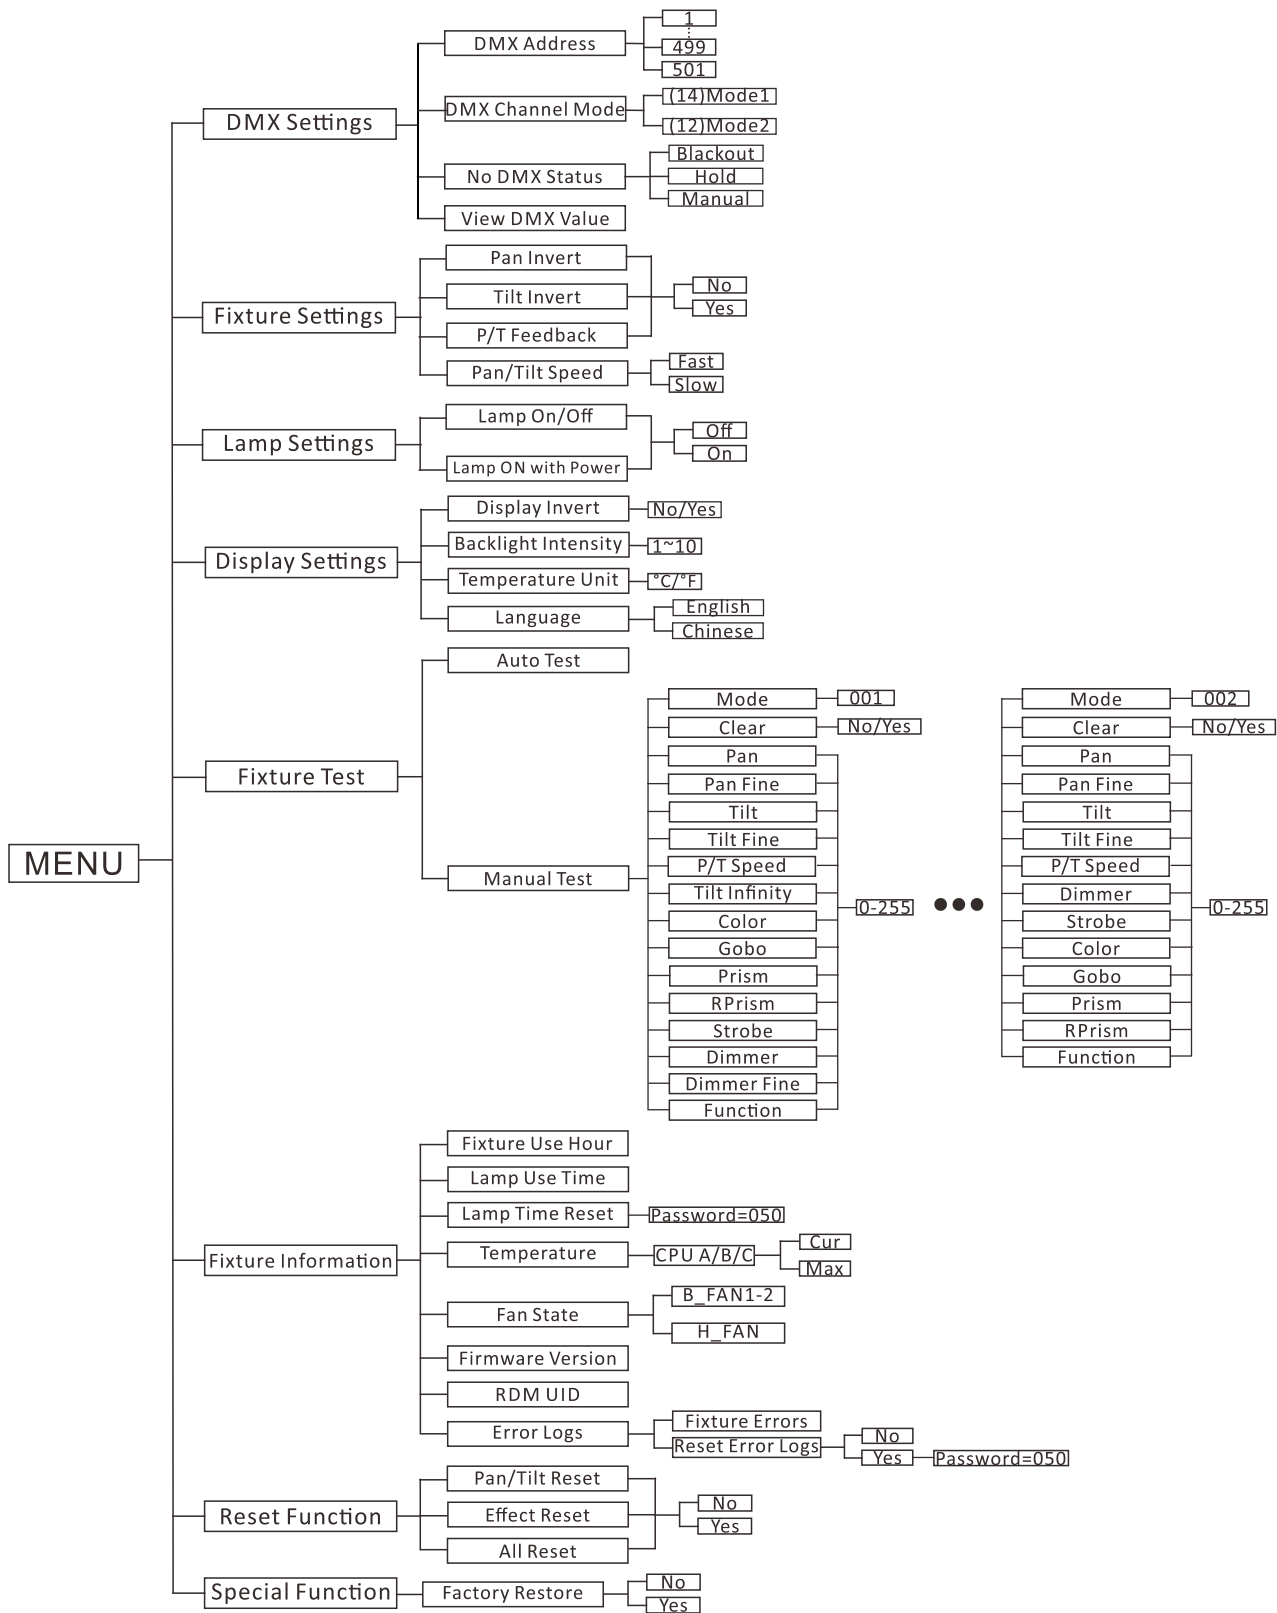 MENU
DMX Settings
DMX Address
1
499
501
DMX Channel Mode
(14)Mode1
(12)Mode2
No DMX Status
Blackout
Hold
Manual
View DMX Value
Fixture Settings
Pan Invert
Tilt Invert
P/T Feedback
No
Yes
Pan/Tilt Speed
Fast
Slow
Lamp Settings
Lamp On/Off
Lamp ON with Power
Off
On
Display Settings
Display Invert
No/Yes
Backlight Intensity
1~10
Temperature Unit
°C/°F
Language
English
Chinese
Fixture Test
Auto Test
Manual Test
Mode
001
Clear
No/Yes
Pan
Pan Fine
Tilt
Tilt Fine
P/T Speed
Tilt Infinity
Color
Gobo
Prism
RPrism
Strobe
Dimmer
Dimmer Fine
Function
0-255
Mode
002
Clear
No/Yes
Pan
Pan Fine
Tilt
Tilt Fine
P/T Speed
Dimmer
Strobe
Color
Gobo
Prism
RPrism
Function
0-255
Fixture Information
Fixture Use Hour
Lamp Use Time
Lamp Time Reset
Password=050
Temperature
CPU A/B/C
Cur
Max
Fan State
B_FAN1-2
H_FAN
Firmware Version
RDM UID
Error Logs
Fixture Errors
Reset Error Logs
No
Yes
Password=050
Reset Function
Pan/Tilt Reset
Effect Reset
All Reset
No
Yes
Special Function
Factory Restore
No
Yes